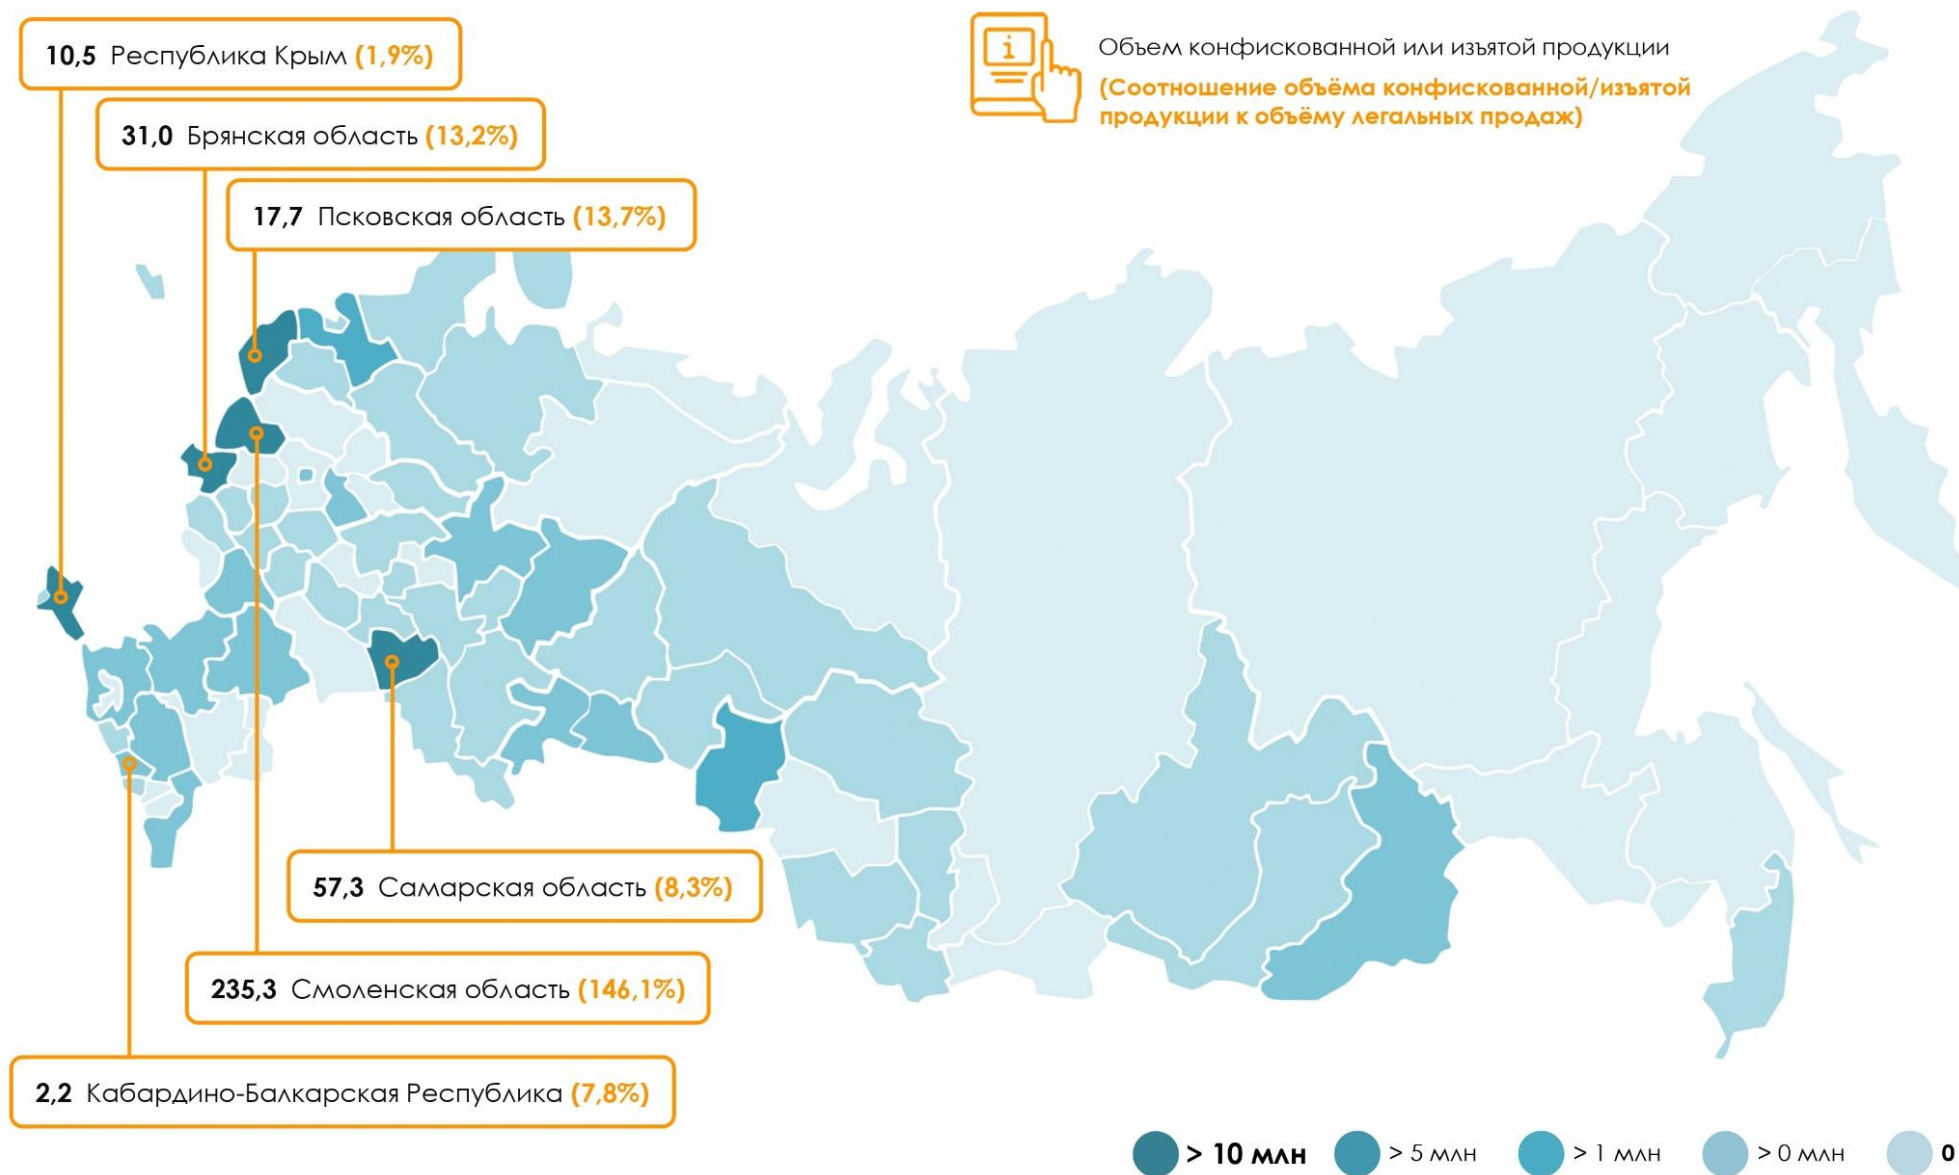 10,5 Республика Крым (1,9%)
31,0 Брянская область (13,2%)
17,7 Псковская область (13,7%)
i
Объем конфискованной или изъятой продукции
(Соотношение объёма конфискованной/изъятой
продукции к объёму легальных продаж)
57,3 Самарская область (8,3%)
235,3 Смоленская область (146,1%)
2,2 Кабардино-Балкарская Республика (7,8%)
> 10 млн > 5 млн > 1 млн > 0 млн 0